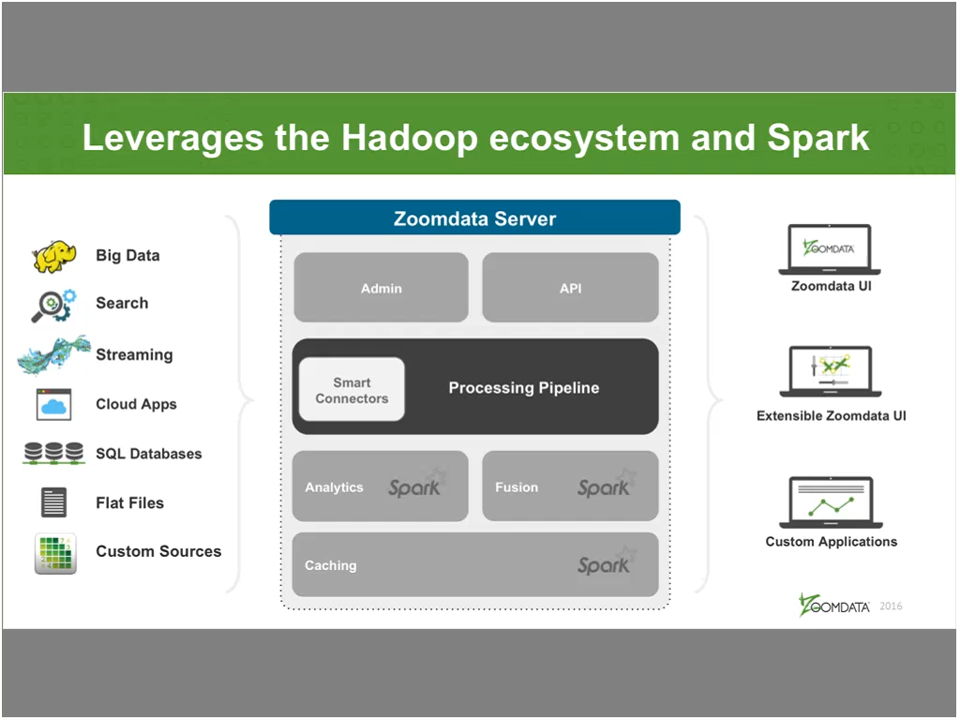 Leverages the Hadoop ecosystem and Spark
Big Data
Search
Streaming
Cloud Apps
SQL Databases
Flat Files
Custom Sources
Zoomdata Server
Admin
API
Smart
Connectors
Processing Pipeline
Analytics
Spark
Fusion
Spark
Caching
Spark
ZOOMDATA
Zoomdata UI
Extensible Zoomdata UI
Custom Applications
ZOOMDATA
2016